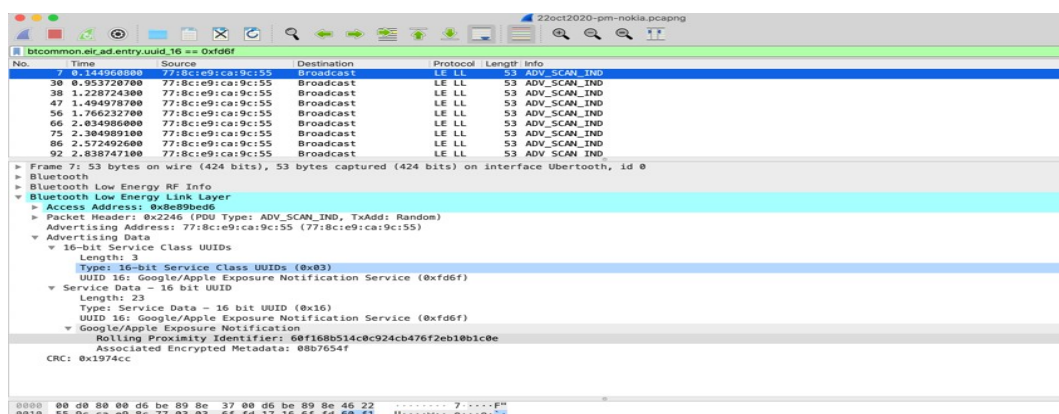 22oct2020-pm-nokia.pcapng
btcommon.eir_ad.entry.uuid_16 == 0xfd6f
No. Time Source Destination Protocol Length Info
7 0.144960800 77:8c:e9:ca:9c:55 Broadcast LE LL 53 ADV_SCAN_IND
30 0.953720700 77:8c:e9:ca:9c:55 Broadcast LE LL 53 ADV_SCAN_IND
38 1.228724300 77:8c:e9:ca:9c:55 Broadcast LE LL 53 ADV_SCAN_IND
47 1.494978700 77:8c:e9:ca:9c:55 Broadcast LE LL 53 ADV_SCAN_IND
56 1.766232700 77:8c:e9:ca:9c:55 Broadcast LE LL 53 ADV_SCAN_IND
66 2.034986000 77:8c:e9:ca:9c:55 Broadcast LE LL 53 ADV_SCAN_IND
75 2.304989100 77:8c:e9:ca:9c:55 Broadcast LE LL 53 ADV_SCAN_IND
86 2.572492600 77:8c:e9:ca:9c:55 Broadcast LE LL 53 ADV_SCAN_IND
92 2.838747100 77:8c:e9:ca:9c:55 Broadcast LE LL 53 ADV_SCAN_IND
Frame 7: 53 bytes on wire (424 bits), 53 bytes captured (424 bits) on interface Ubertooth, id 0
Bluetooth
Bluetooth Low Energy RF Info
Bluetooth Low Energy Link Layer
Access Address: 0x8e89bed6
Packet Header: 0x2246 (PDU Type: ADV_SCAN_IND, TxAdd: Random)
Advertising Address: 77:8c:e9:ca:9c:55 (77:8c:e9:ca:9c:55)
Advertising Data
16-bit Service Class UUIDs
Length: 3
Type: 16-bit Service Class UUIDs (0x03)
UUID 16: Google/Apple Exposure Notification Service (0xfd6f)
Service Data - 16 bit UUID
Length: 23
Type: Service Data - 16 bit UUID (0x16)
UUID 16: Google/Apple Exposure Notification Service (0xfd6f)
Google/Apple Exposure Notification
Rolling Proximity Identifier: 60f168b514c0c924cb476f2eb10b1c0e
Associated Encrypted Metadata: 08b7654f
CRC: 0x1974cc
0000 00 d0 80 00 d6 be 89 8e 37 00 d6 be 89 8e 46 22 ········ 7·····F"